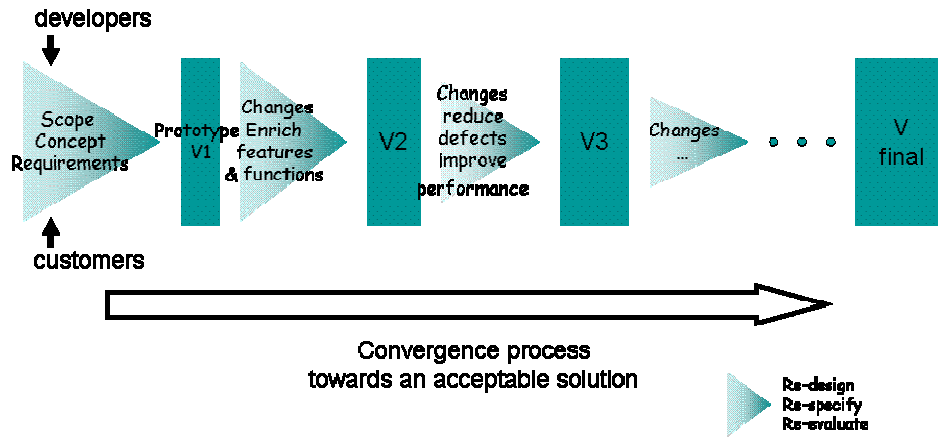 developers
Scope
Concept
Requirements
customers
Prototype
V1
Changes
Enrich
features
& functions
V2
Changes
reduce
defects
improve
performance
V3
Changes
...
V
final
Convergence process
towards an acceptable solution
Re-design
Re-specify
Re-evaluate